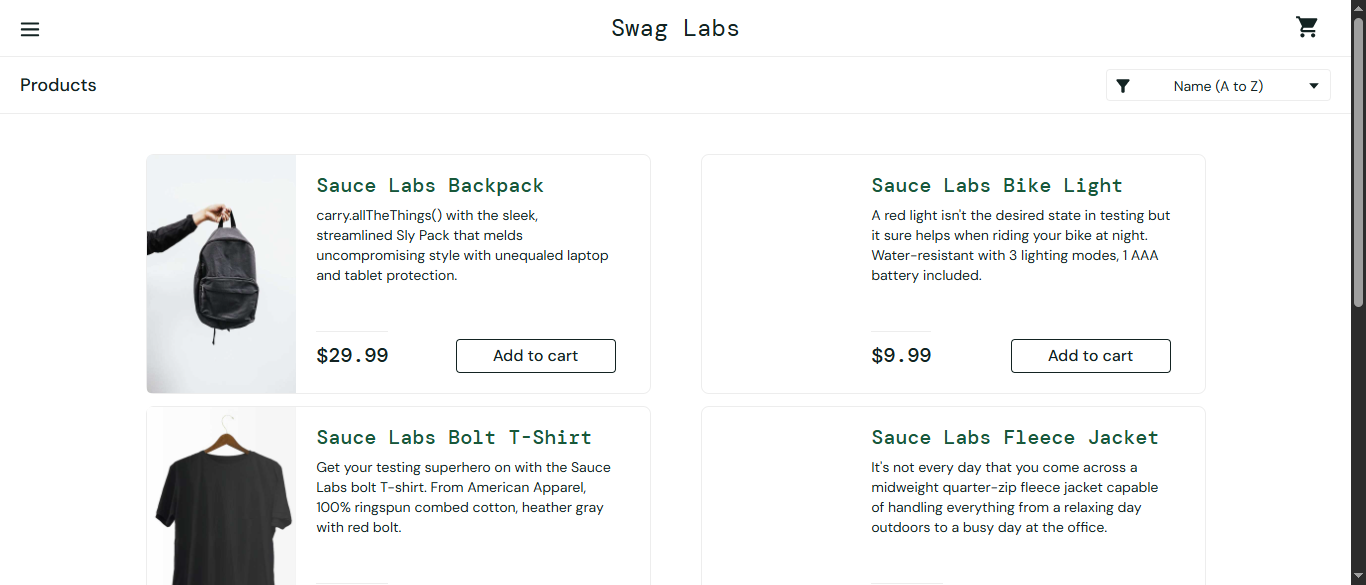 Swag Labs
Products
Name (A to Z)
Sauce Labs Backpack
carry.allTheThings() with the sleek,
streamlined Sly Pack that melds
uncompromising style with unequaled laptop
and tablet protection.
$29.99
Add to cart
Sauce Labs Bike Light
A red light isn't the desired state in testing but
it sure helps when riding your bike at night.
Water-resistant with 3 lighting modes, 1 AAA
battery included.
$9.99
Add to cart
Sauce Labs Bolt T-Shirt
Get your testing superhero on with the Sauce
Labs bolt T-shirt. From American Apparel,
100% ringspun combed cotton, heather gray
with red bolt.
Sauce Labs Fleece Jacket
It's not every day that you come across a
midweight quarter-zip fleece jacket capable
of handling everything from a relaxing day
outdoors to a busy day at the office.